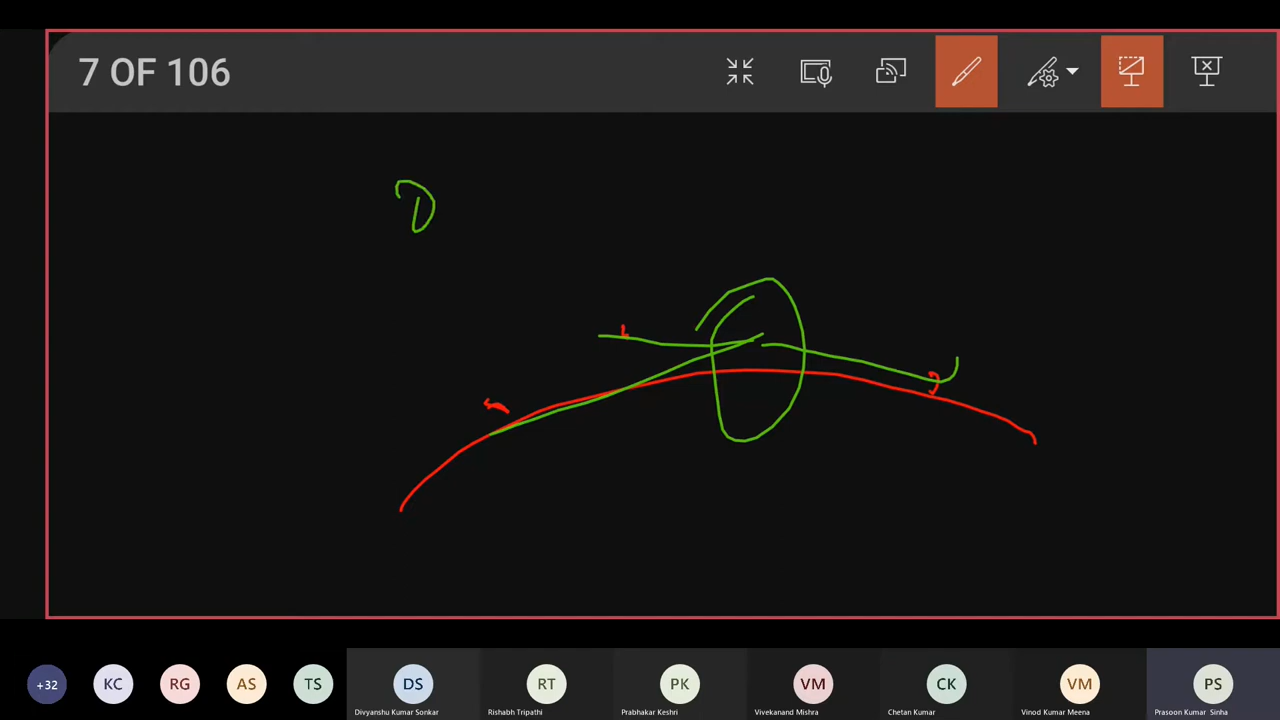 7 OF 106
D
+32
KC
RG
AS
TS
DS
RT
PK
VM
CK
VM
PS
Divyanshu Kumar Sonkar
Rishabh Tripathi
Prabhakar Keshri
Vivekanand Mishra
Chetan Kumar
Vinod Kumar Meena
Prasoon Kumar Sinha